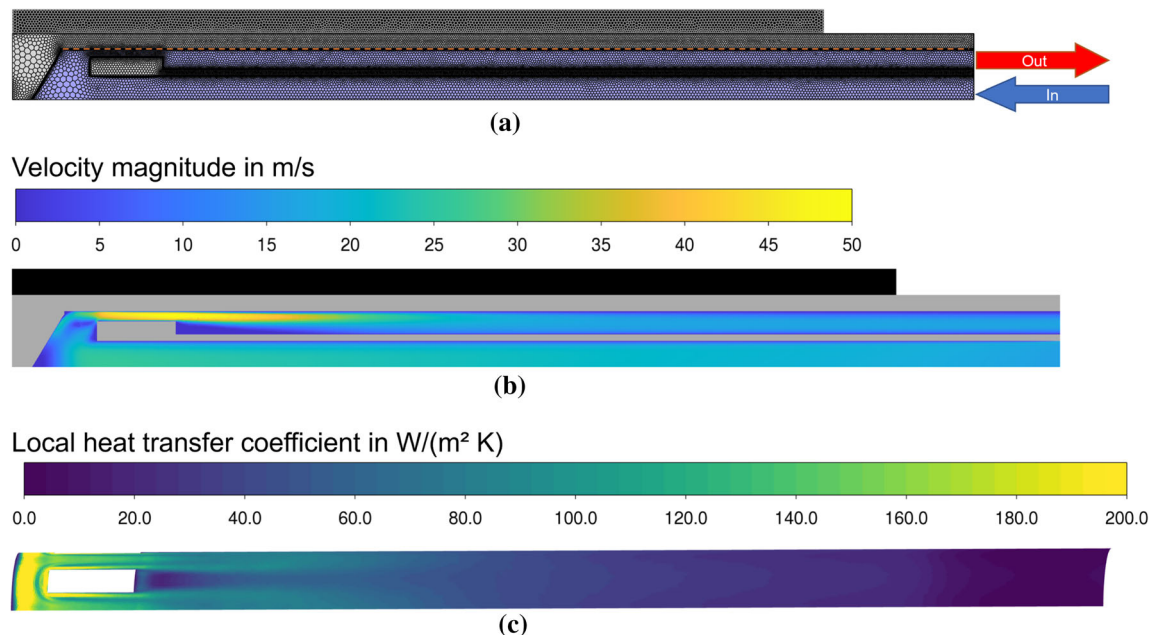 Out
In
(a)
Velocity magnitude in m/s
0 5 10 15 20 25 30 35 40 45 50
(b)
Local heat transfer coefficient in W/(m² K)
0.0 20.0 40.0 60.0 80.0 100.0 120.0 140.0 160.0 180.0 200.0
(c)